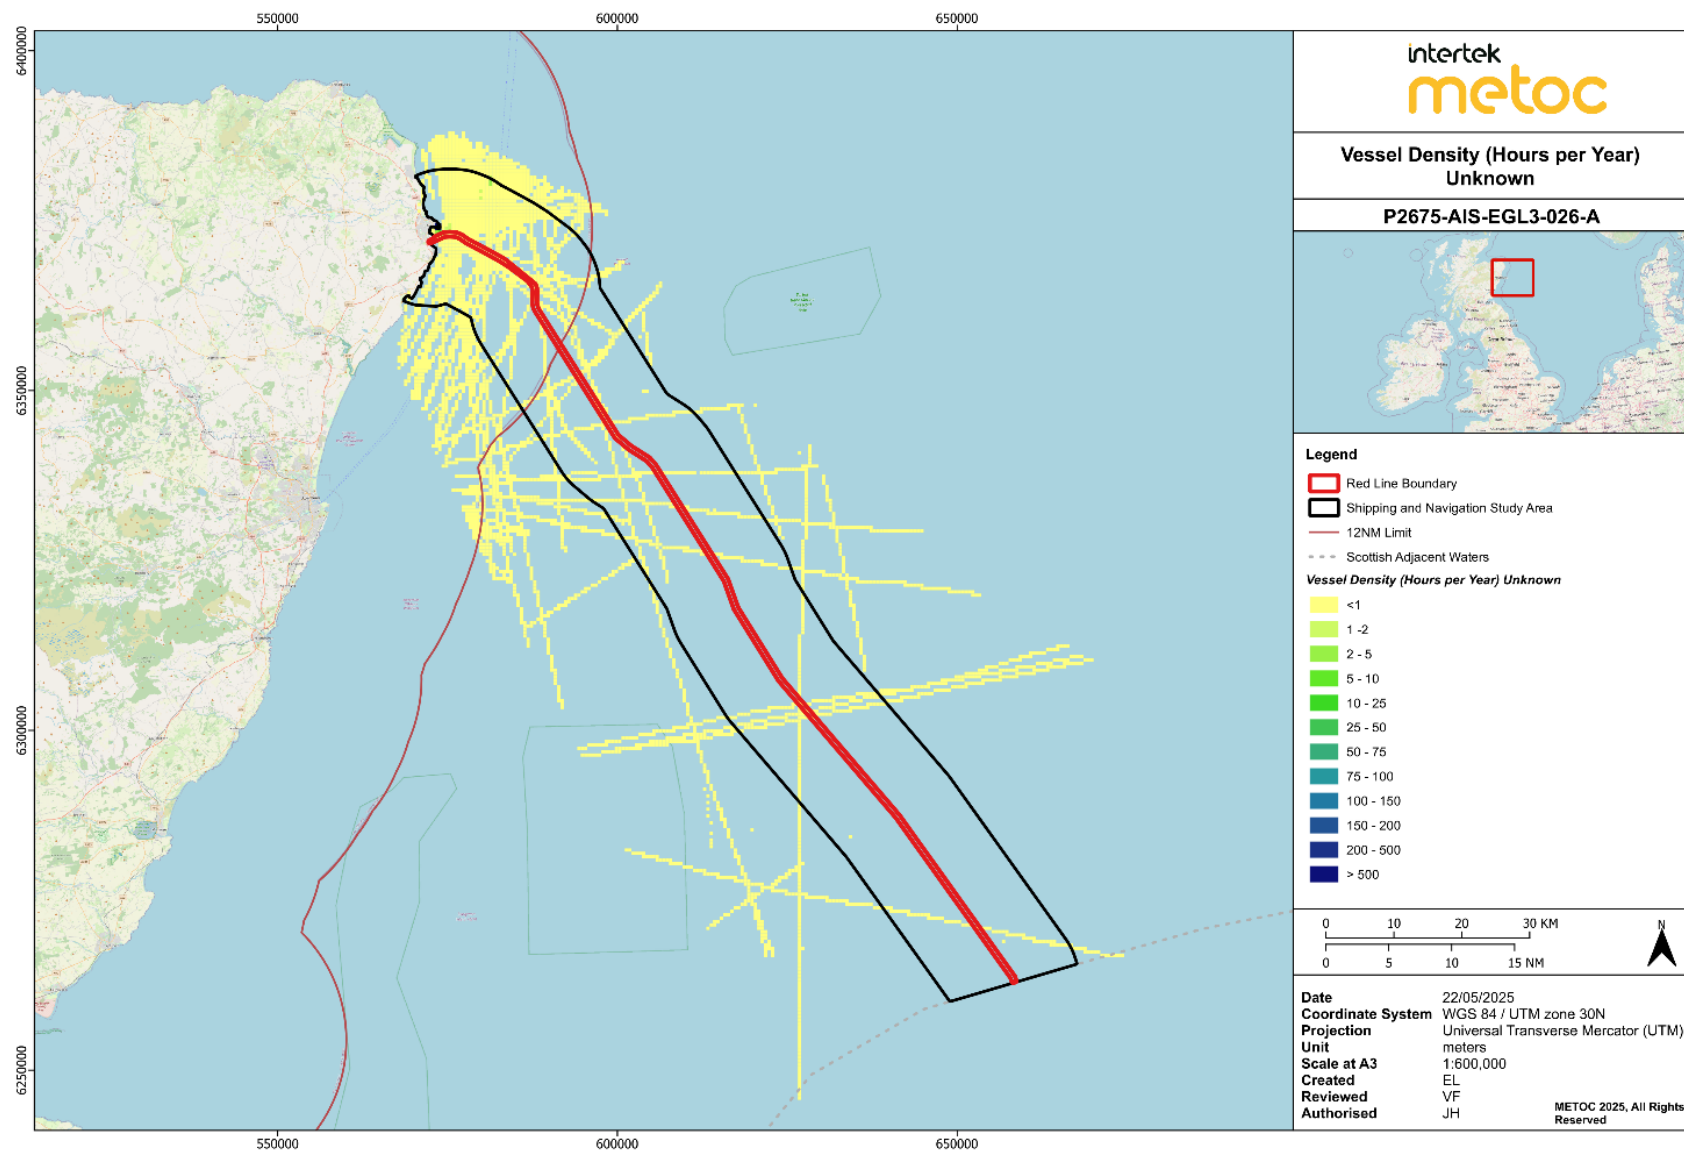 550000
600000
650000
6400000
6350000
6300000
6250000
550000
600000
650000
intertek
metoc
Vessel Density (Hours per Year)
Unknown
P2675-AIS-EGL3-026-A
Legend
Red Line Boundary
Shipping and Navigation Study Area
12NM Limit
Scottish Adjacent Waters
Vessel Density (Hours per Year) Unknown
<1
1 -2
2 - 5
5 - 10
10 - 25
25 - 50
50 - 75
75 - 100
100 - 150
150 - 200
200 - 500
> 500
0 10 20 30 KM
0 5 10 15 NM
N
Date 22/05/2025
Coordinate System WGS 84 / UTM zone 30N
Projection Universal Transverse Mercator (UTM)
Unit meters
Scale at A3 1:600,000
Created EL
Reviewed VF
Authorised JH
METOC 2025, All Rights
Reserved